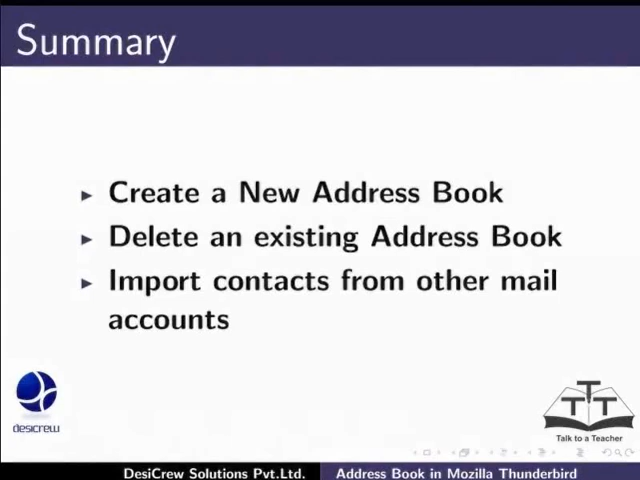 Summary
Create a New Address Book
Delete an existing Address Book
Import contacts from other mail
accounts
desicrew
TTT
Talk to a Teacher
DesiCrew Solutions Pvt.Ltd. Address Book in Mozilla Thunderbird